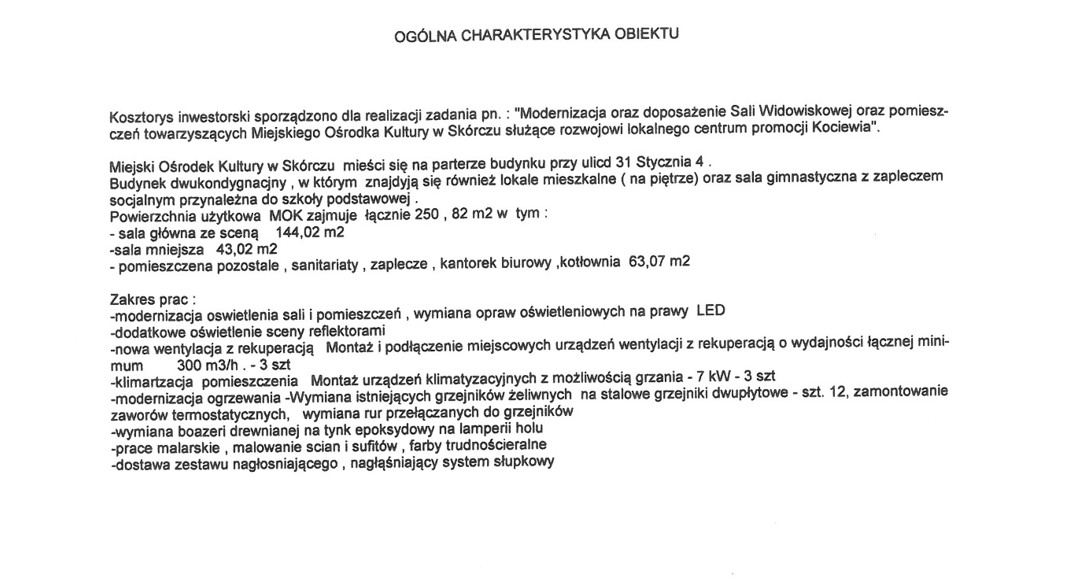 OGÓLNA CHARAKTERYSTYKA OBIEKTU
Kosztorys inwestorski sporządzono dla realizacji zadania pn. : "Modernizacja oraz doposażenie Sali Widowiskowej oraz pomiesz-
czeń towarzyszących Miejskiego Ośrodka Kultury w Skórczu służące rozwojowi lokalnego centrum promocji Kociewia".
Miejski Ośrodek Kultury w Skórczu mieści się na parterze budynku przy ulicd 31 Stycznia 4 .
Budynek dwukondygnacjny , w którym znajdyją się również lokale mieszkalne ( na piętrze) oraz sala gimnastyczna z zapleczem
socjalnym przynależna do szkoły podstawowej .
Powierzchnia użytkowa MOK zajmuje łącznie 250 , 82 m2 w tym :
- sala główna ze sceną 144,02 m2
-sala mniejsza 43,02 m2
- pomieszczena pozostałe , sanitariaty , zaplecze , kantorek biurowy ,kotłownia 63,07 m2
Zakres prac :
-modernizacja oswietlenia sali i pomieszczeń , wymiana opraw oświetleniowych na prawy LED
-dodatkowe oświetlenie sceny reflektorami
-nowa wentylacja z rekuperacją Montaż i podłączenie miejscowych urządzeń wentylacji z rekuperacją o wydajności łącznej mini-
mum 300 m3/h . - 3 szt
-klimartzacja pomieszczenia Montaż urządzeń klimatyzacyjnych z możliwością grzania - 7 kW - 3 szt
-modernizacja ogrzewania -Wymiana istniejących grzejników żeliwnych na stalowe grzejniki dwupłytowe - szt. 12, zamontowanie
zaworów termostatycznych, wymiana rur przełączanych do grzejników
-wymiana boazeri drewnianej na tynk epoksydowy na lamperii holu
-prace malarskie , malowanie scian i sufitów , farby trudnościeralne
-dostawa zestawu nagłosniającego , nagłąśniający system słupkowy